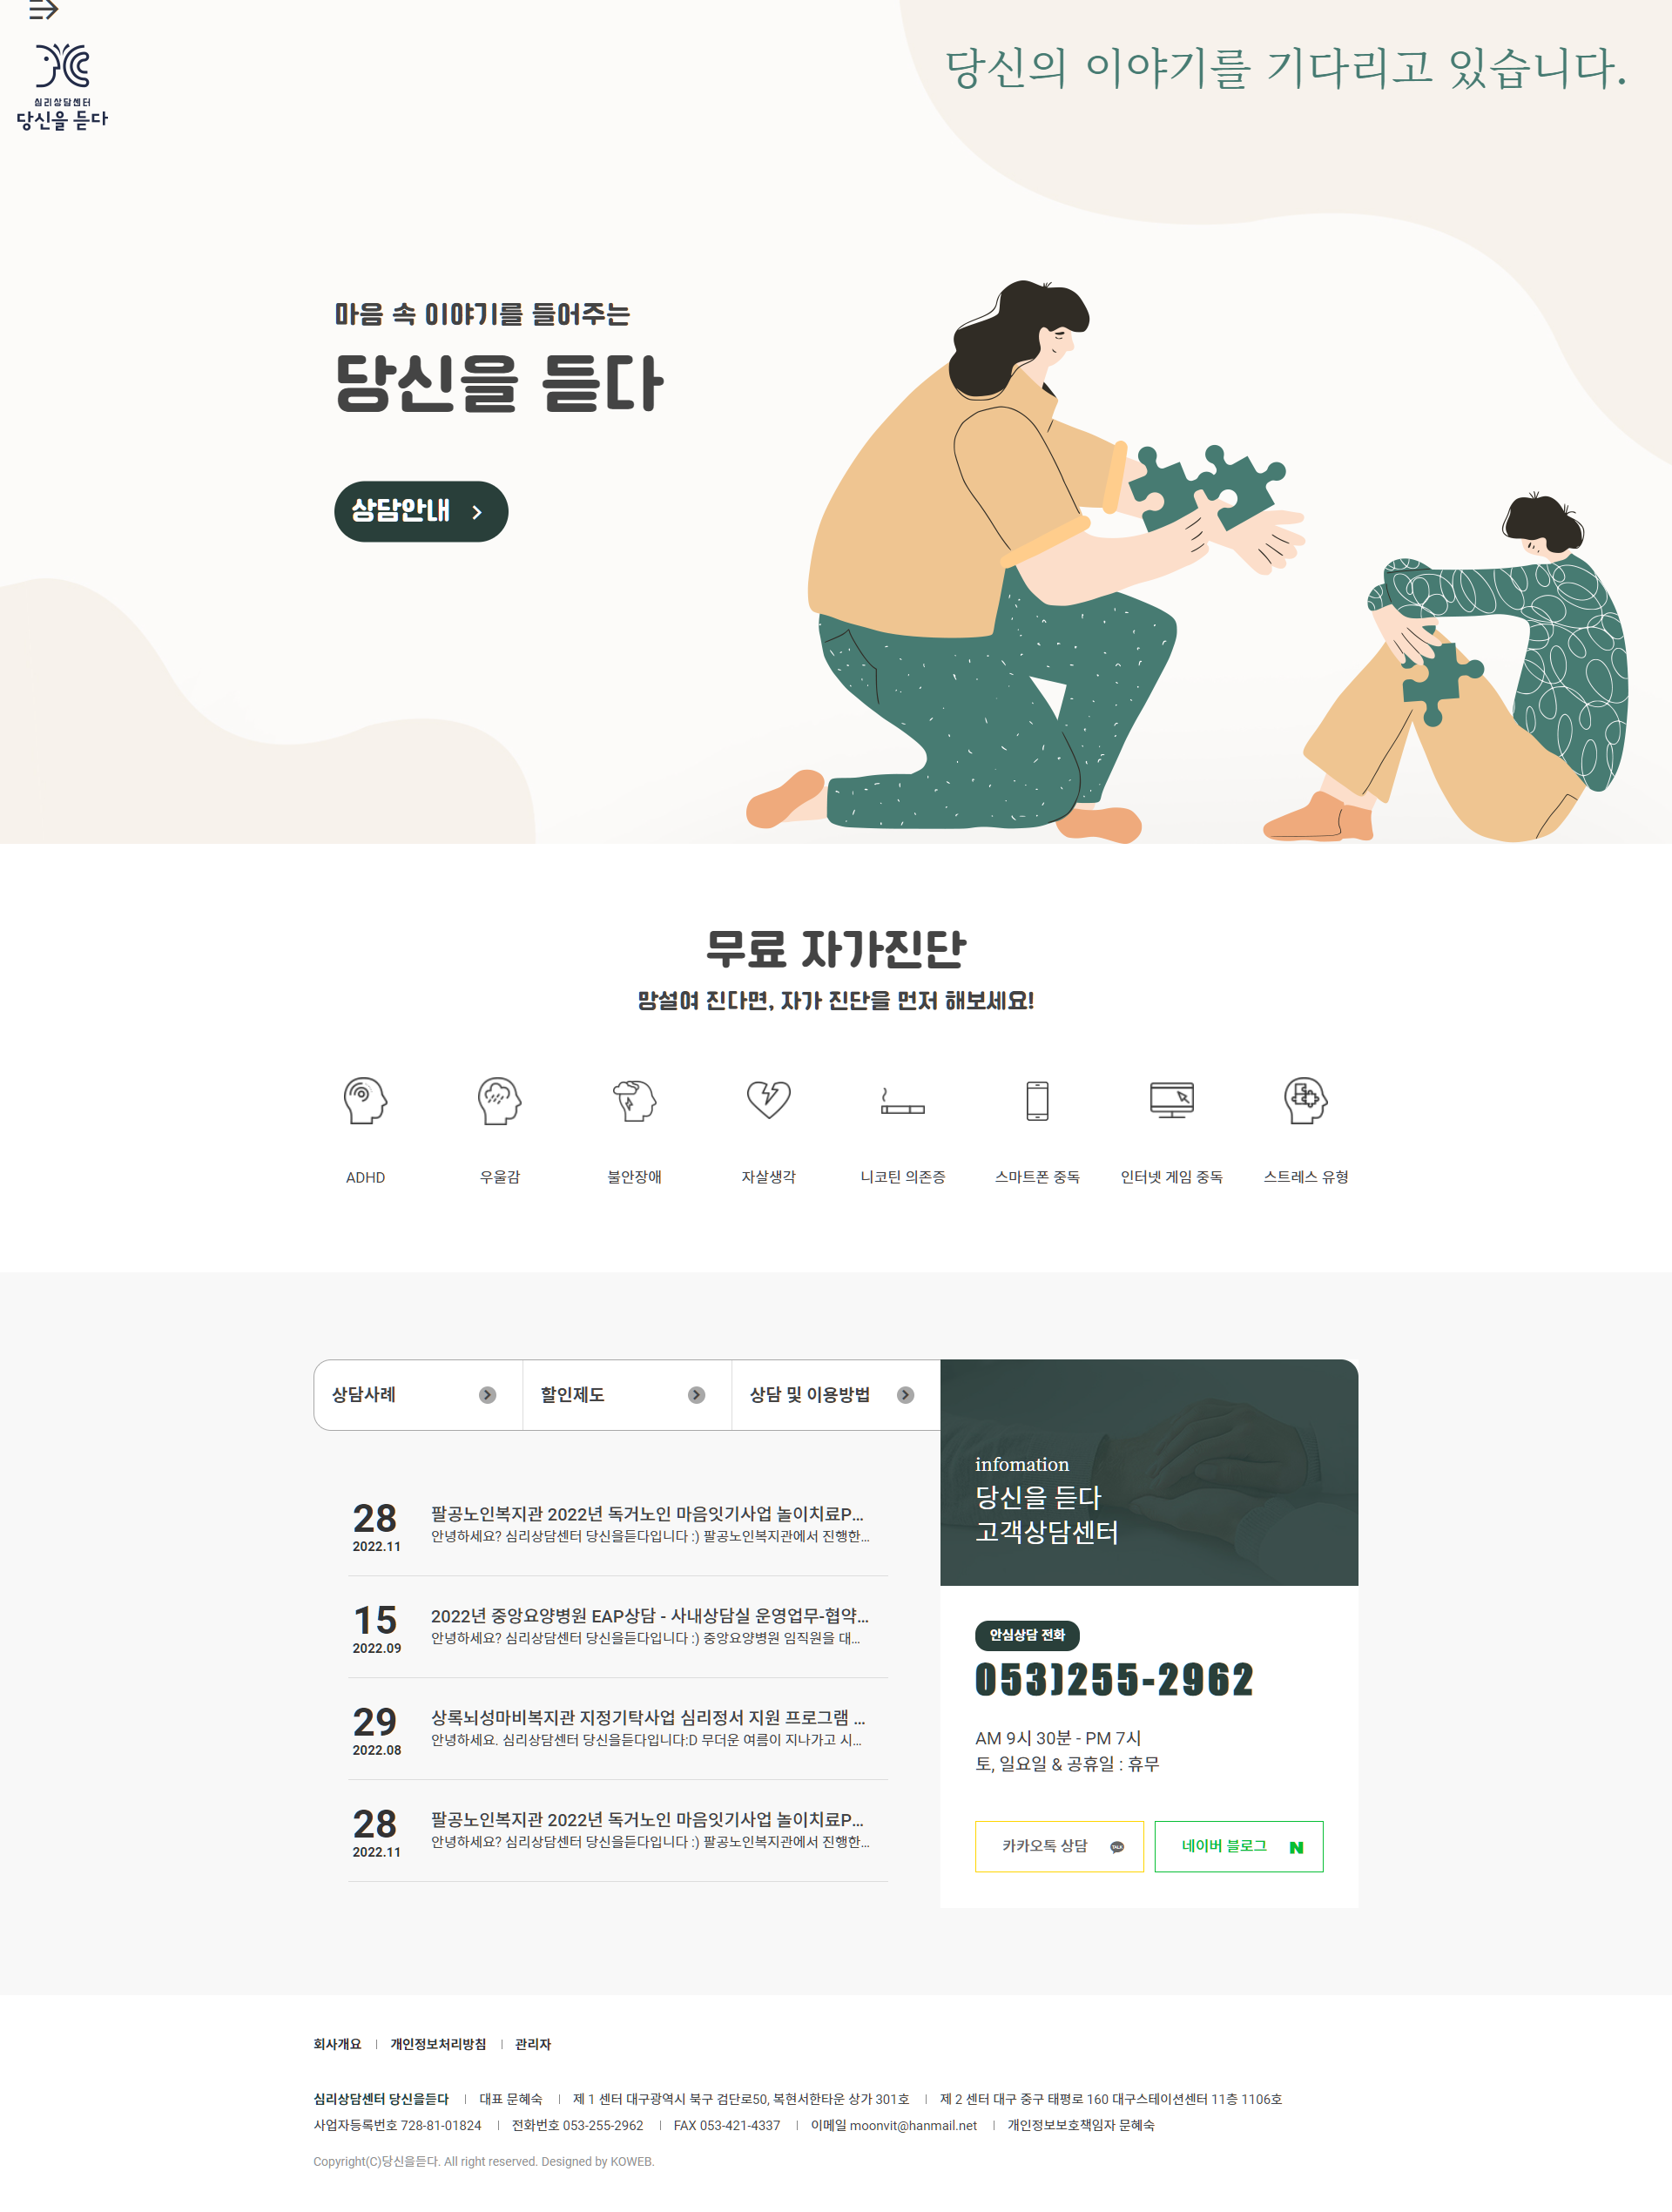 심리상담센터
당신을 듣다
당신의 이야기를 기다리고 있습니다.
마음 속 이야기를 들어주는
당신을 듣다
상담안내
무료 자가진단
망설여 진다면, 자가 진단을 먼저 해보세요!
ADHD
우울감
불안장애
자살생각
니코틴 의존증
스마트폰 중독
인터넷 게임 중독
스트레스 유형
상담사례
할인제도
상담 및 이용방법
28
2022.11
팔공노인복지관 2022년 독거노인 마음잇기사업 놀이치료P...
안녕하세요? 심리상담센터 당신을듣다입니다 :) 팔공노인복지관에서 진행한...
15
2022.09
2022년 중앙요양병원 EAP상담 - 사내상담실 운영업무-협약...
안녕하세요? 심리상담센터 당신을듣다입니다 :) 중앙요양병원 임직원을 대...
29
2022.08
상록뇌성마비복지관 지정기탁사업 심리정서 지원 프로그램 ...
안녕하세요. 심리상담센터 당신을듣다입니다:D 무더운 여름이 지나가고 시...
28
2022.11
팔공노인복지관 2022년 독거노인 마음잇기사업 놀이치료P...
안녕하세요? 심리상담센터 당신을듣다입니다 :) 팔공노인복지관에서 진행한...
infomation
당신을 듣다
고객상담센터
안심상담 전화
053)255-2962
AM 9시 30분 - PM 7시
토, 일요일 & 공휴일 : 휴무
카카오톡 상담
네이버 블로그
회사개요 | 개인정보처리방침 | 관리자
심리상담센터 당신을듣다 | 대표 문혜숙 | 제 1 센터 대구광역시 북구 검단로50, 복현서한타운 상가 301호 | 제 2 센터 대구 중구 태평로 160 대구스테이션센터 11층 1106호
사업자등록번호 728-81-01824 | 전화번호 053-255-2962 | FAX 053-421-4337 | 이메일 moonvit@hanmail.net | 개인정보보호책임자 문혜숙
Copyright(C)당신을듣다. All right reserved. Designed by KOWEB.